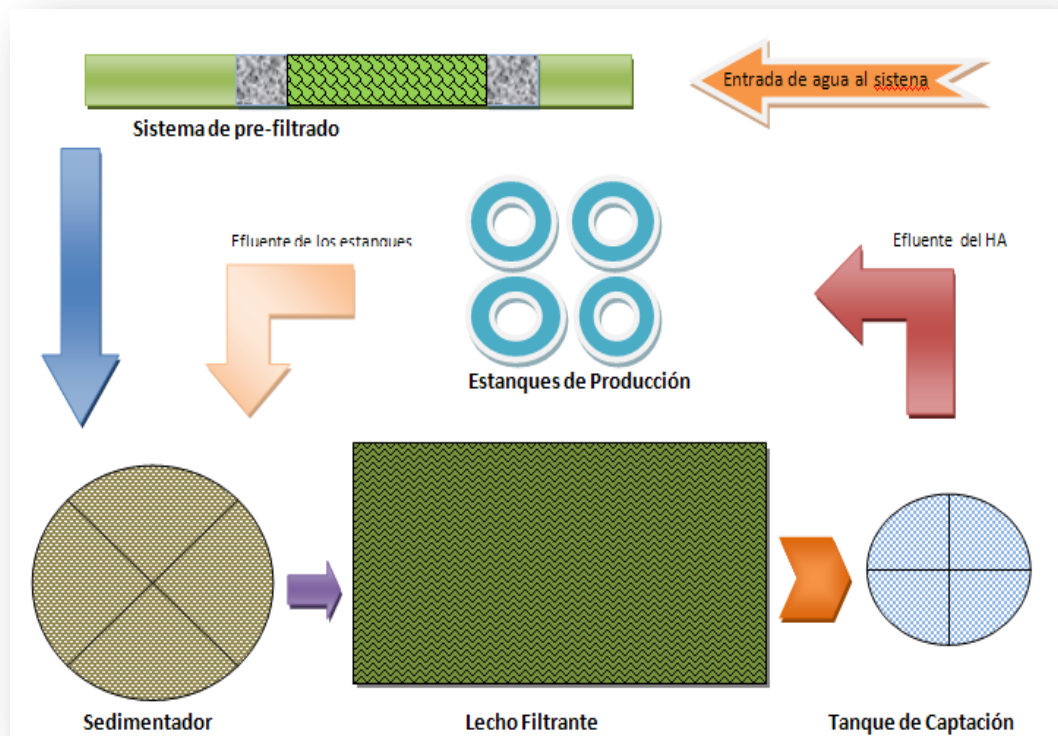 Entrada de agua al sistena
Sistema de pre-filtrado
Efluente de los estanques
Efluente del HA
Estanques de Producción
Sedimentador
Lecho Filtrante
Tanque de Captación